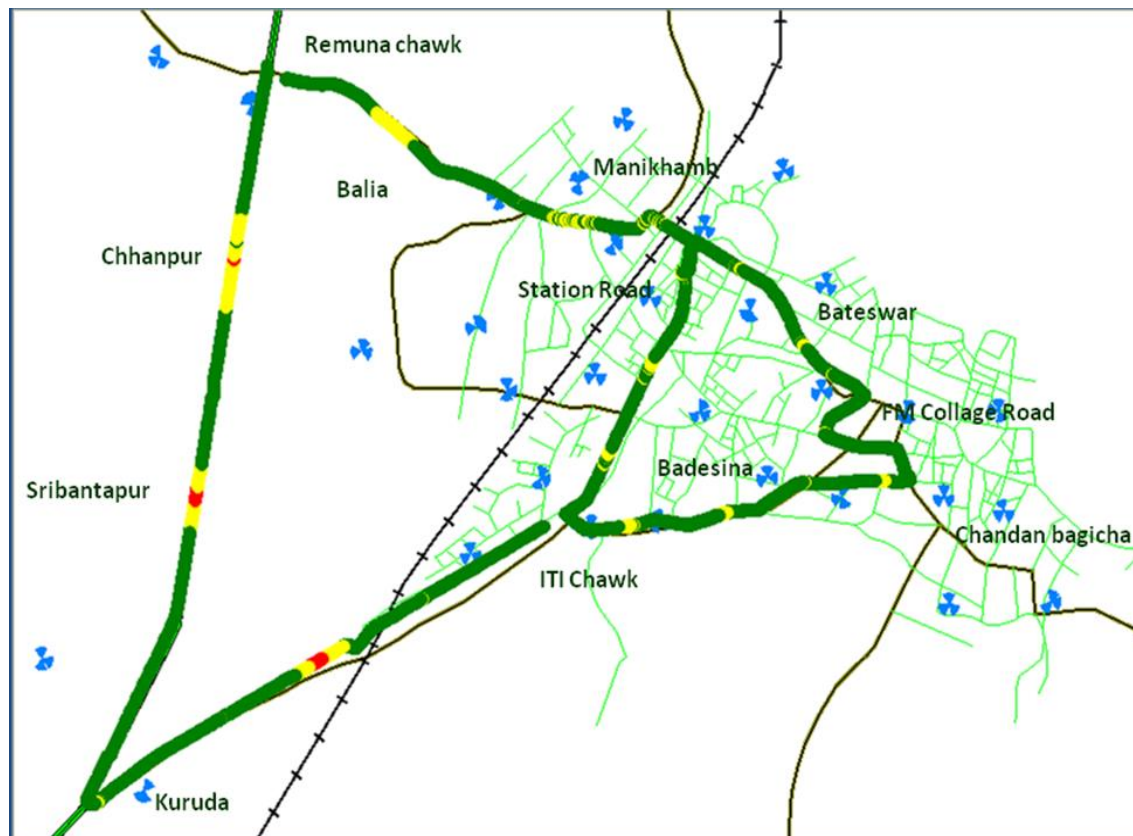 Remuna chawk
Manikhamb
Balia
Chhanpur
Station Road
Bateswar
FM Collage Road
Badesina
Sribantapur
Chandan bagicha
ITI Chawk
Kuruda